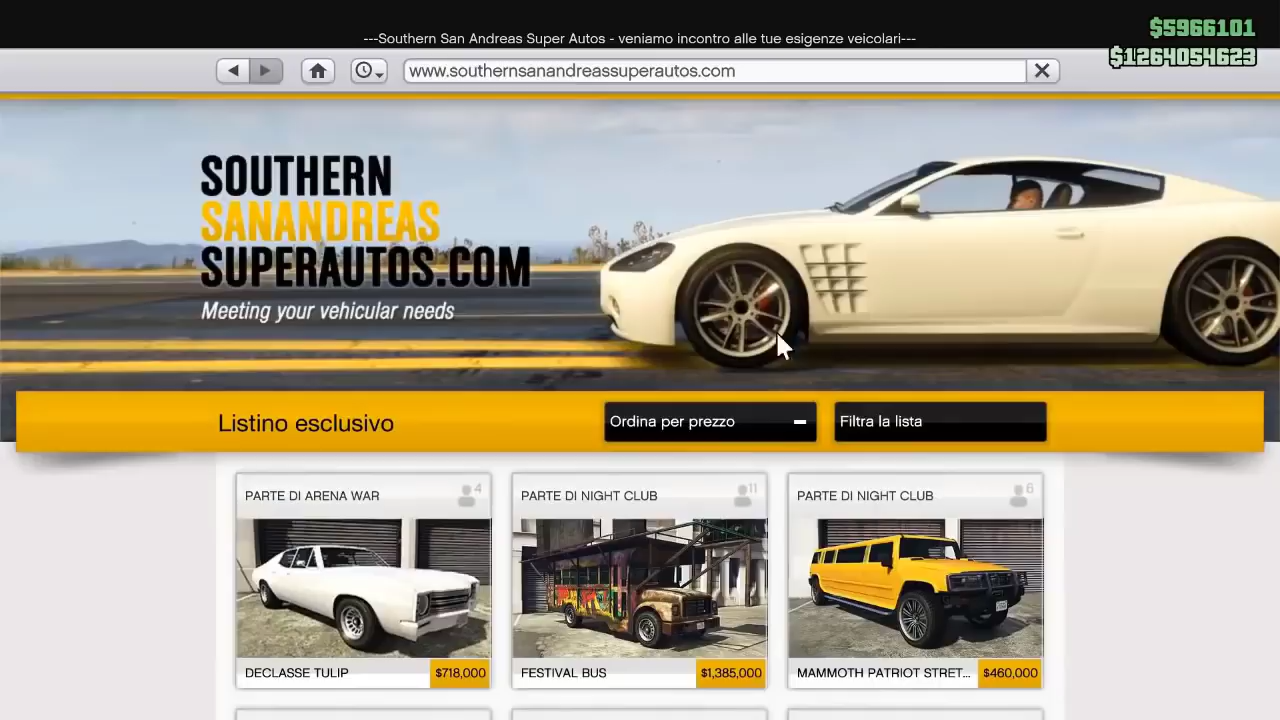 $5966101
---Southern San Andreas Super Autos - veniamo incontro alle tue esigenze veicolari---
$1264054623
www.southernsanandreassuperautos.com
SOUTHERN
SANANDREAS
SUPERAUTOS.COM
Meeting your vehicular needs
Listino esclusivo
Ordina per prezzo
Filtra la lista
PARTE DI ARENA WAR
4
PARTE DI NIGHT CLUB
11
PARTE DI NIGHT CLUB
6
DECLASSE TULIP
$718,000
FESTIVAL BUS
$1,385,000
MAMMOTH PATRIOT STRET...
$460,000